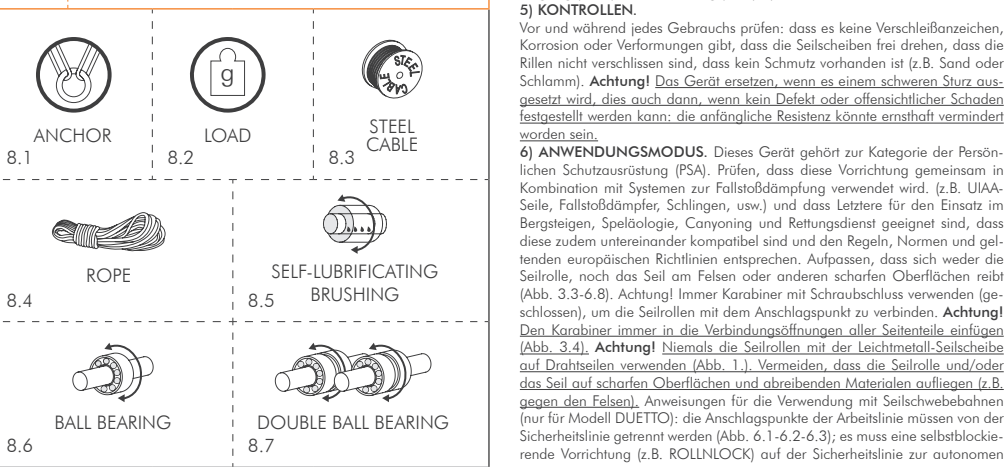 ANCHOR
8.1
LOAD
8.2
g
STEEL
CABLE
8.3
STEEL
CABLE
ROPE
8.4
SELF-LUBRIFICATING
BRUSHING
8.5
BALL BEARING
8.6
DOUBLE BALL BEARING
8.7
5) KONTROLLEN.
Vor und während jedes Gebrauchs prüfen: dass es keine Verschleißanzeichen,
Korrosion oder Verformungen gibt, dass die Seilscheiben frei drehen, dass die
Rillen nicht verschlissen sind, dass kein Schmutz vorhanden ist (z.B. Sand oder
Schlamm). Achtung! Das Gerät ersetzen, wenn es einem schweren Sturz aus-
gesetzt wird, dies auch dann, wenn kein Defekt oder offensichtlicher Schaden
festgestellt werden kann: die anfängliche Resistenz könnte ernsthaft vermindert
worden sein.
6) ANWENDUNGSMODUS. Dieses Gerät gehört zur Kategorie der Persön-
lichen Schutzausrüstung (PSA). Prüfen, dass diese Vorrichtung gemeinsam in
Kombination mit Systemen zur Fallstoßdämpfung verwendet wird. (z.B. UIAA-
Seile, Fallstoßdämpfer, Schlingen, usw.) und dass Letztere für den Einsatz im
Bergsteigen, Speläologie, Canyoning und Rettungsdienst geeignet sind, dass
diese zudem untereinander kompatibel sind und den Regeln, Normen und gel-
tenden europäischen Richtlinien entsprechen. Aufpassen, dass sich weder die
Seilrolle, noch das Seil am Felsen oder anderen scharfen Oberflächen reibt
(Abb. 3.3-6.8). Achtung! Immer Karabiner mit Schraubschluss verwenden (ge-
schlossen), um die Seilrollen mit dem Anschlagspunkt zu verbinden. Achtung!
Den Karabiner immer in die Verbindungsöffnungen aller Seitenteile einfügen
(Abb. 3.4). Achtung! Niemals die Seilrollen mit der Leichtmetall-Seilscheibe
auf Drahtseilen verwenden (Abb. 1.). Vermeiden, dass die Seilrolle und/oder
das Seil auf scharfen Oberflächen und abreibenden Materialen aufliegen (z.B.
gegen den Felsen). Anweisungen für die Verwendung mit Seilschwebebahnen
(nur für Modell DUETTO): die Anschlagspunkte der Arbeitslinie müssen von der
Sicherheitslinie getrennt werden (Abb. 6.1-6.2-6.3); es muss eine selbstblockie-
rende Vorrichtung (z.B. ROLLNLOCK) auf der Sicherheitslinie zur autonomen